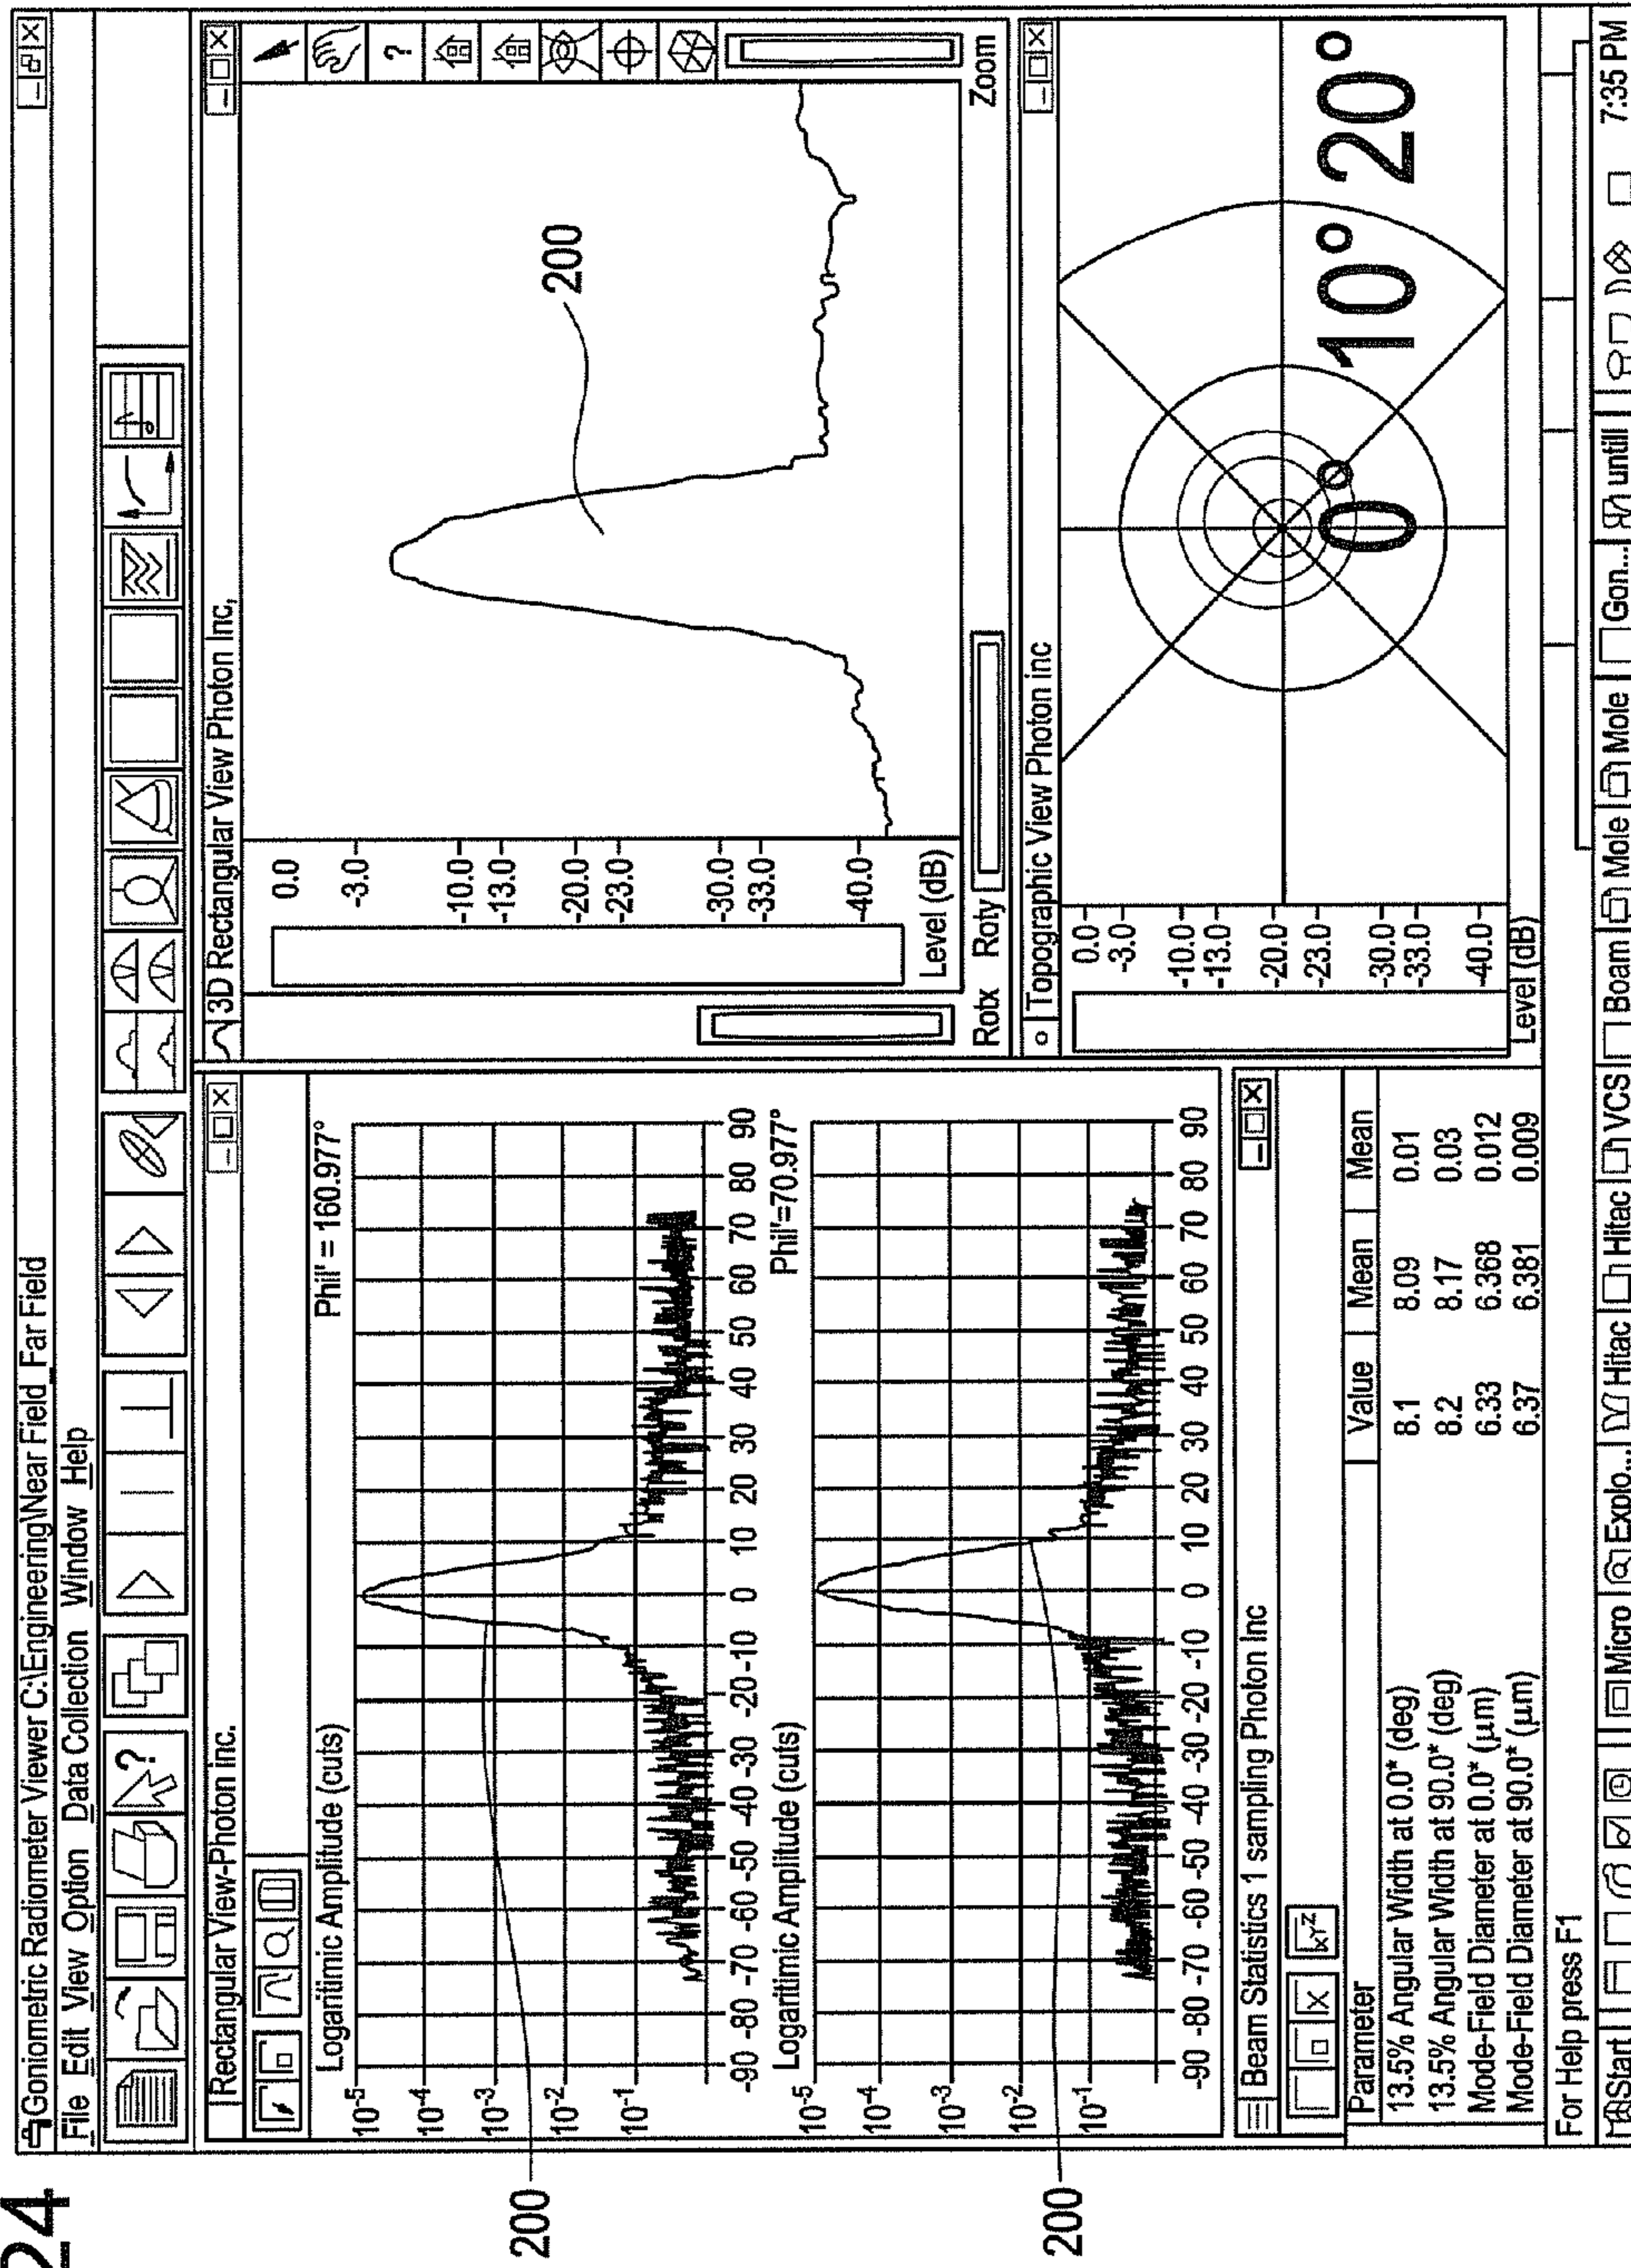 24
Goniometric Radiometer Viewer C:\Engineering\Near Field_Far Field
File Edit View Option Data Collection Window Help
?
Rectangular View-Photon inc.
Logaritimic Amplitude (cuts) Phil' = 160.977°
10-5
10-4
10-3
10-2
10-1
-90 -80 -70 -60 -50 -40 -30 -20 -10 0 10 20 30 40 50 60 70 80 90
200
Logaritimic Amplitude (cuts) Phil'=70.977°
10-5
10-4
10-3
10-2
10-1
-90 -80 -70 -60 -50 -40 -30 -20 -10 0 10 20 30 40 50 60 70 80 90
200
Beam Statistics 1 sampling Photon Inc
XYZ
Parameter Value Mean Mean
13.5% Angular Width at 0.0* (deg) 8.1 8.09 0.01
13.5% Angular Width at 90.0* (deg) 8.2 8.17 0.03
Mode-Field Diameter at 0.0* (μm) 6.33 6.368 0.012
Mode-Field Diameter at 90.0* (μm) 6.37 6.381 0.009
3D Rectangular View Photon Inc,
0.0
-3.0
-10.0
-13.0
-20.0
-23.0
-30.0
-33.0
-40.0
Level (dB)
200
?
Rotx Roty Zoom
Topographic View Photon inc
0.0
-3.0
-10.0
-13.0
-20.0
-23.0
-30.0
-33.0
-40.0
Level (dB)
0° 10° 20°
For Help press F1
Start Micro Explo... Hitac Hitac VCS Boam Mole Mole Gon... untill 7:35 PM